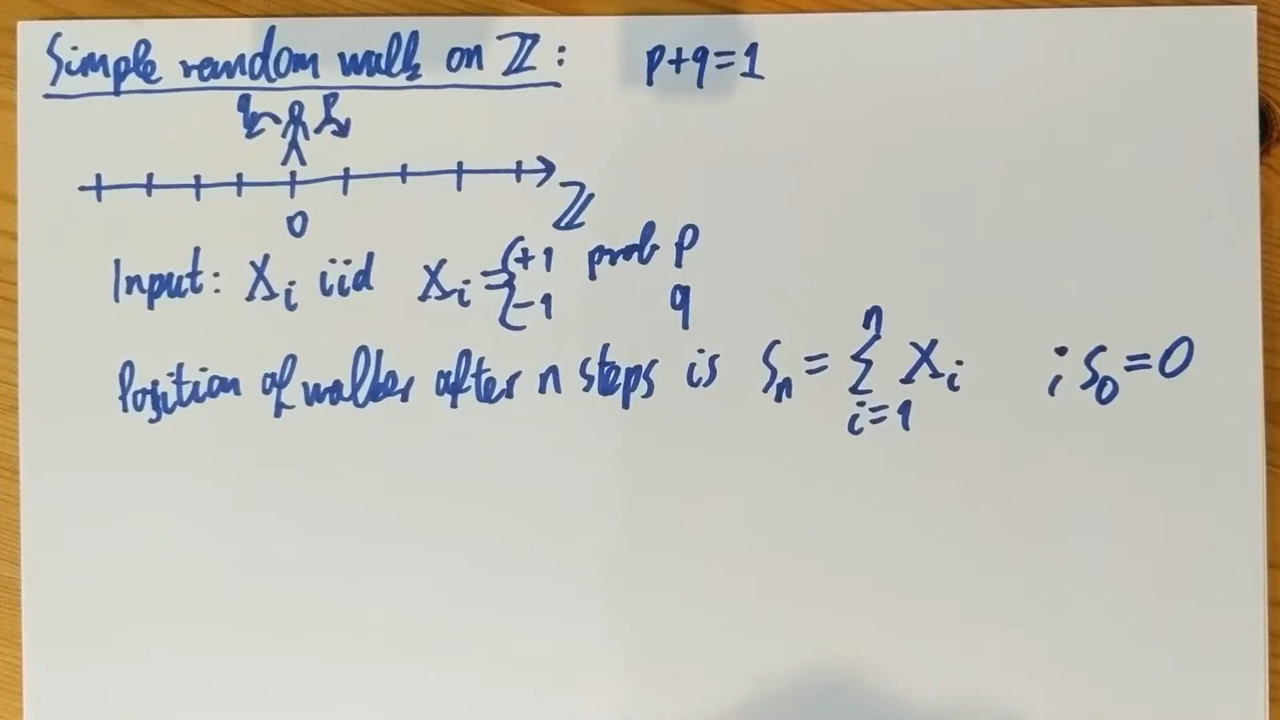 Simple random walk on ℤ: p+q=1
ℤ
0
Input: Xᵢ iid Xᵢ = { +1 prob p
−1 q
Position of walker after n steps is Sₙ = ∑ᵢ₌₁ⁿ Xᵢ ; S₀=0